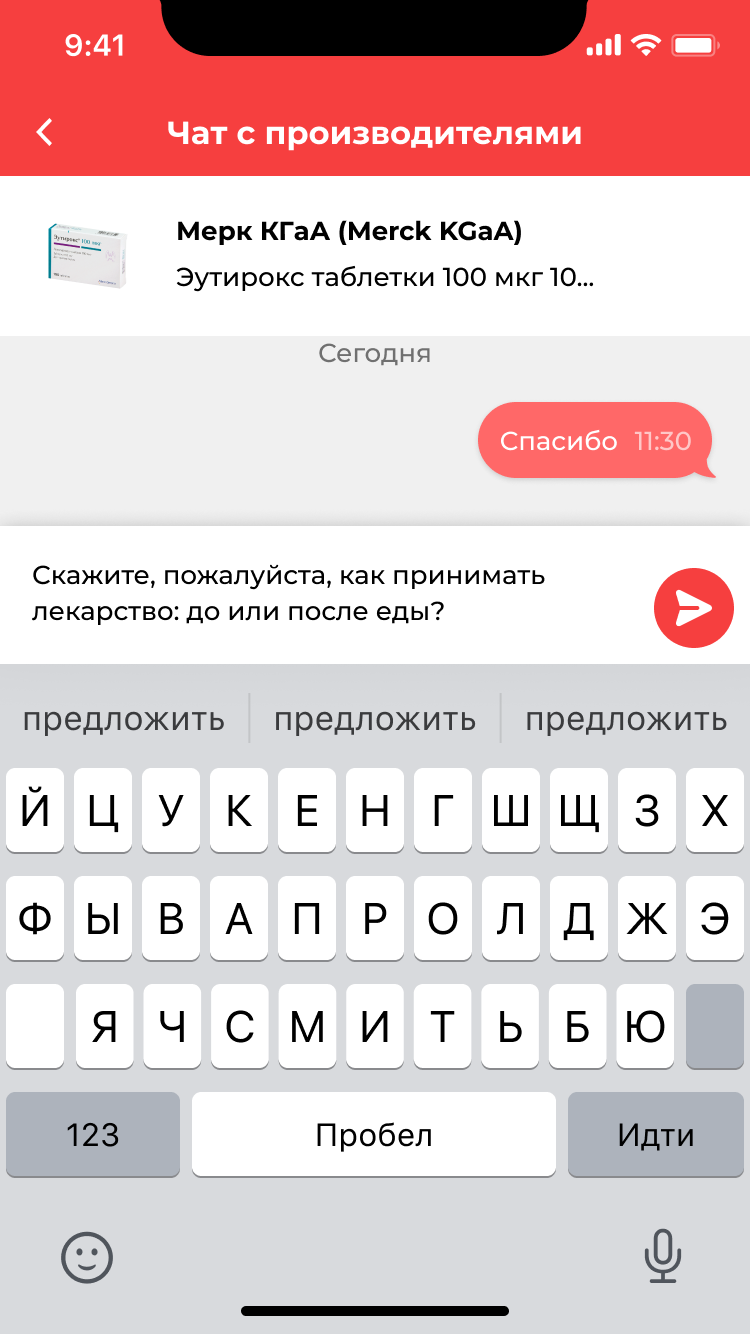 9:41
Чат с производителями
Эутирокс® 100 мкг
Мерк КГаА (Merck KGaA)
Эутирокс таблетки 100 мкг 10...
Сегодня
Спасибо 11:30
Скажите, пожалуйста, как принимать
лекарство: до или после еды?
предложить предложить предложить
Й Ц У К Е Н Г Ш Щ З Х
Ф Ы В А П Р О Л Д Ж Э
Я Ч С М И Т Ь Б Ю
123 Пробел Идти